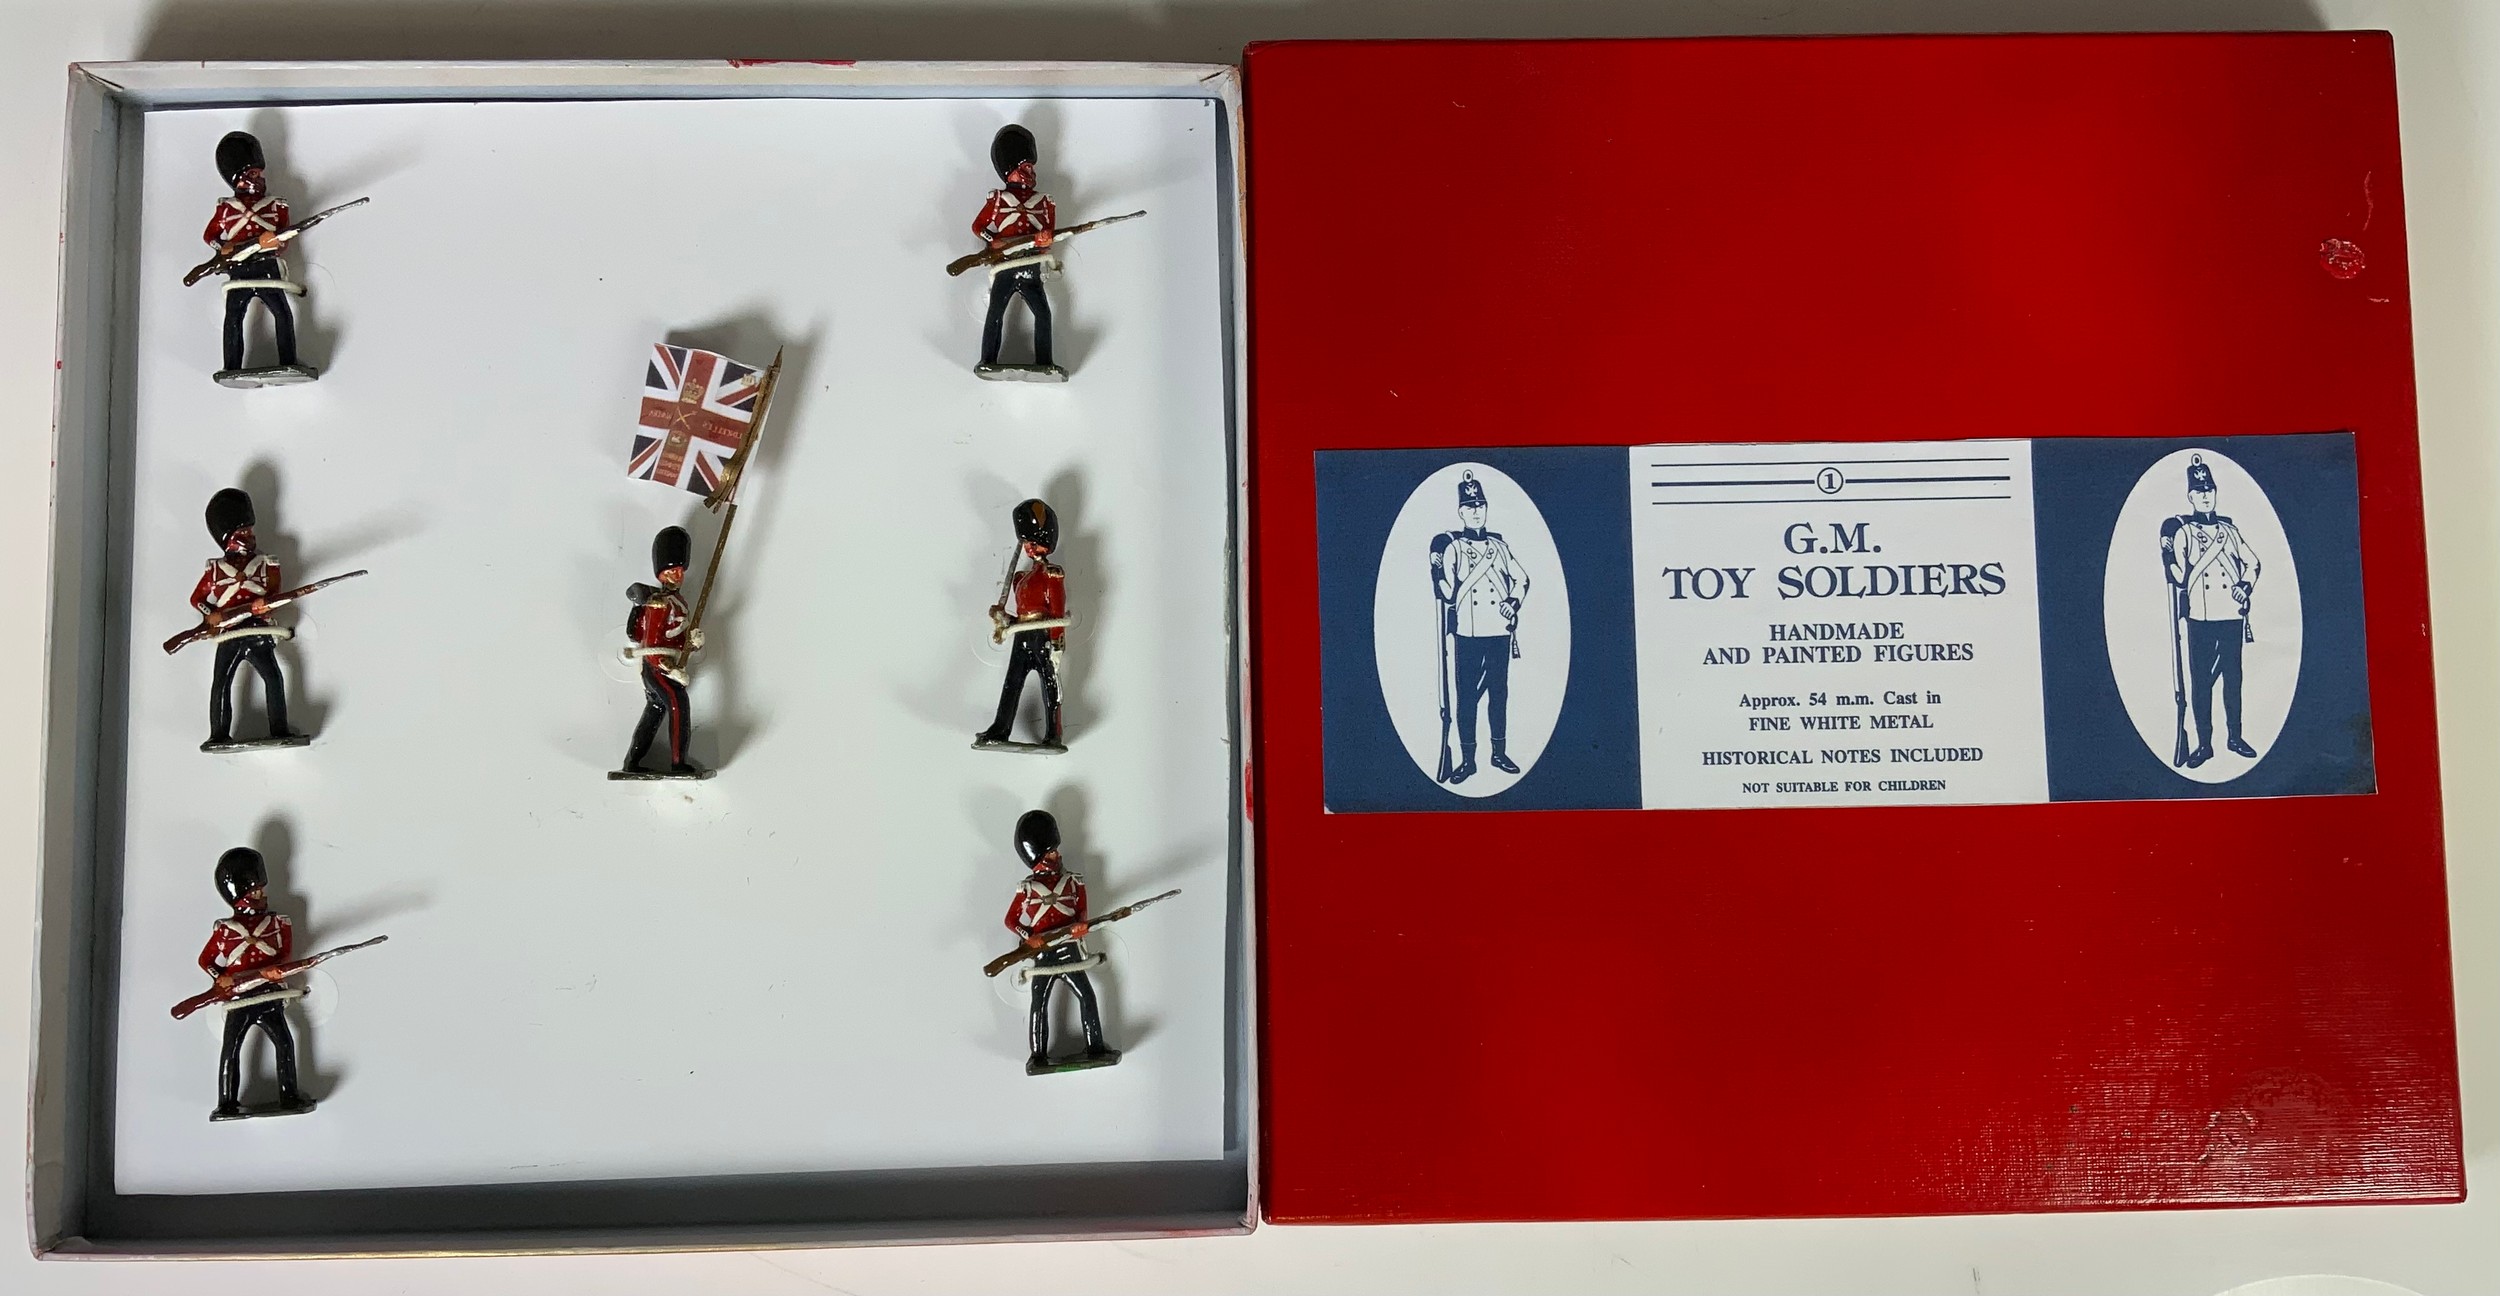 1
G.M.
TOY SOLDIERS
HANDMADE
AND PAINTED FIGURES
Approx. 54 m.m. Cast in
FINE WHITE METAL
HISTORICAL NOTES INCLUDED
NOT SUITABLE FOR CHILDREN